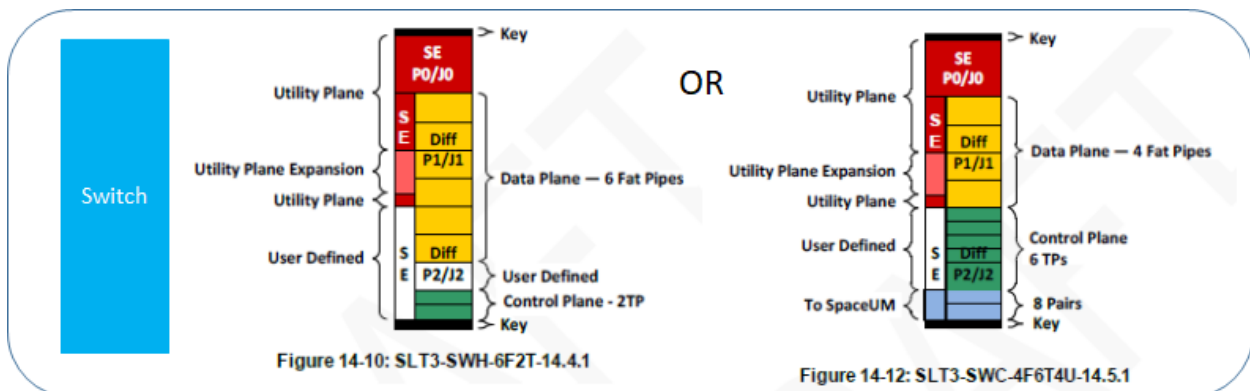 Switch
Key
SE
P0/J0
Utility Plane
S
E
Diff
P1/J1
Utility Plane Expansion
Data Plane — 6 Fat Pipes
Utility Plane
User Defined
S
E
Diff
P2/J2
User Defined
Control Plane - 2TP
Key
Figure 14-10: SLT3-SWH-6F2T-14.4.1
OR
Key
SE
P0/J0
Utility Plane
S
E
Diff
P1/J1
Data Plane — 4 Fat Pipes
Utility Plane Expansion
Utility Plane
User Defined
S
E
Diff
P2/J2
Control Plane
6 TPs
To SpaceUM
8 Pairs
Key
Figure 14-12: SLT3-SWC-4F6T4U-14.5.1